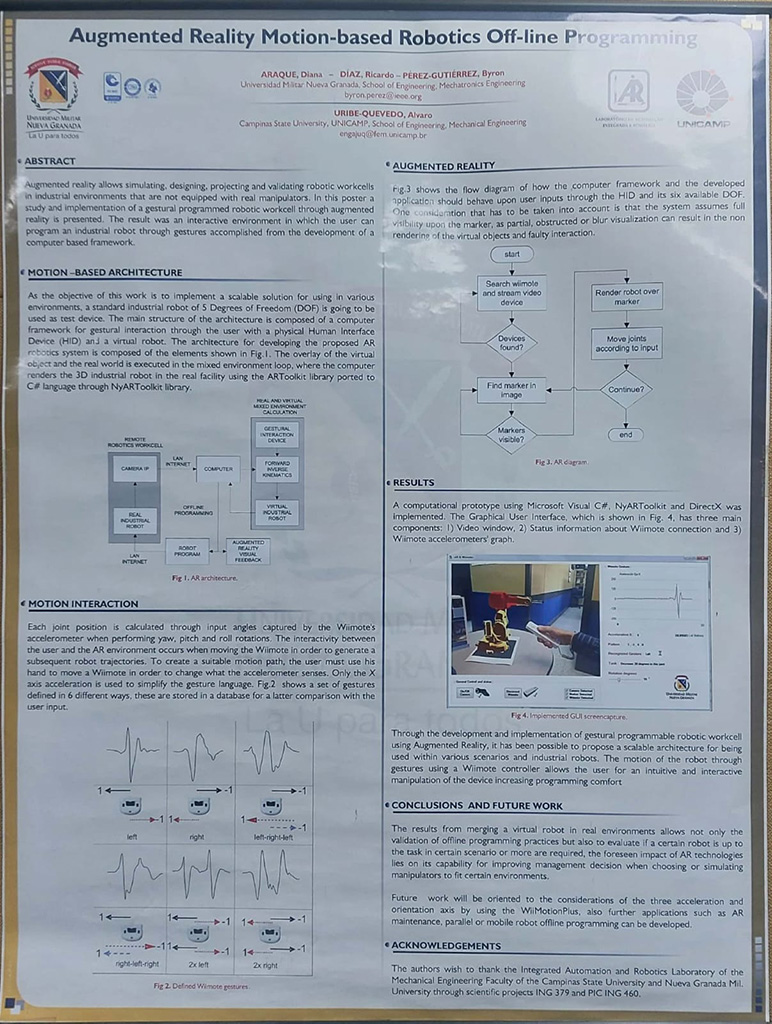 Augmented Reality Motion-based Robotics Off-line Programming
UNIVERSIDAD MILITAR
NUEVA GRANADA
La U para todos
ARAQUE, Diana – DÍAZ, Ricardo – PÉREZ-GUTIÉRREZ, Byron
Universidad Militar Nueva Granada, School of Engineering, Mechatronics Engineering
byron.perez@ieee.org
URIBE-QUEVEDO, Alvaro
Campinas State University, UNICAMP, School of Engineering, Mechanical Engineering
engajuq@fem.unicamp.br
UNICAMP
ABSTRACT
Augmented reality allows simulating, designing, projecting and validating robotic workcells
in industrial environments that are not equipped with real manipulators. In this poster a
study and implementation of a gestural programmed robotic workcell through augmented
reality is presented. The result was an interactive environment in which the user can
program an industrial robot through gestures accomplished from the development of a
computer based framework.
MOTION –BASED ARCHITECTURE
As the objective of this work is to implement a scalable solution for using in various
environments, a standard industrial robot of 5 Degrees of Freedom (DOF) is going to be
used as test device. The main structure of the architecture is composed of a computer
framework for gestural interaction through the user with a physical Human Interface
Device (HID) and a virtual robot. The architecture for developing the proposed AR
robotics system is composed of the elements shown in Fig.1. The overlay of the virtual
object and the real world is executed in the mixed environment loop, where the computer
renders the 3D industrial robot in the real facility using the ARToolkit library ported to
C# language through NyARToolkit library.
REAL AND VIRTUAL
MIXED ENVIRONMENT
CALCULATION
REMOTE
ROBOTICS WORKCELL
GESTURAL
INTERACTION
DEVICE
CAMERA IP
LAN
INTERNET
COMPUTER
FORWARD
INVERSE
KINEMATICS
REAL
INDUSTRIAL
ROBOT
OFFLINE
PROGRAMMING
VIRTUAL
INDUSTRIAL
ROBOT
LAN
INTERNET
ROBOT
PROGRAM
AUGMENTED
REALITY
VISUAL
FEEDBACK
Fig 1. AR architecture.
MOTION INTERACTION
Each joint position is calculated through input angles captured by the Wiimote's
accelerometer when performing yaw, pitch and roll rotations. The interactivity between
the user and the AR environment occurs when moving the Wiimote in order to generate a
subsequent robot trajectories. To create a suitable motion path, the user must use his
hand to move a Wiimote in order to change what the accelerometer senses. Only the X
axis acceleration is used to simplify the gesture language. Fig.2 shows a set of gestures
defined in 6 different ways, these are stored in a database for a latter comparison with the
user input.
1 -1 1 -1 1 -1
left right left-right-left
1 -1 1 -1 1 -1
right-left-right 2x left 2x right
Fig 2. Defined Wiimote gestures
AUGMENTED REALITY
Fig.3 shows the flow diagram of how the computer framework and the developed
application should behave upon user inputs through the HID and its six available DOF.
One consideration that has to be taken into account is that the system assumes full
visibility upon the marker, as partial, obstructed or blur visualization can result in the non
rendering of the virtual objects and faulty interaction.
start
Search wiimote
and stream video
device
Devices
found?
Find marker in
image
Markers
visible?
Render robot over
marker
Move joints
according to input
Continue?
end
Fig 3. AR diagram
RESULTS
A computational prototype using Microsoft Visual C#, NyARToolkit and DirectX was
implemented. The Graphical User Interface, which is shown in Fig. 4, has three main
components: 1) Video window, 2) Status information about Wiimote connection and 3)
Wiimote accelerometers' graph.
Fig 4. Implemented GUI screencapture.
Through the development and implementation of gestural programmable robotic workcell
using Augmented Reality, it has been possible to propose a scalable architecture for being
used within various scenarios and industrial robots. The motion of the robot through
gestures using a Wiimote controller allows the user for an intuitive and interactive
manipulation of the device increasing programming comfort
CONCLUSIONS AND FUTURE WORK
The results from merging a virtual robot in real environments allows not only the
validation of offline programming practices but also to evaluate if a certain robot is up to
the task in certain scenario or more are required, the foreseen impact of AR technologies
lies on its capability for improving management decision when choosing or simulating
manipulators to fit certain environments.
Future work will be oriented to the considerations of the three acceleration and
orientation axis by using the WiiMotionPlus, also further applications such as AR
maintenance, parallel or mobile robot offline programming can be developed.
ACKNOWLEDGEMENTS
The authors wish to thank the Integrated Automation and Robotics Laboratory of the
Mechanical Engineering Faculty of the Campinas State University and Nueva Granada Mil.
University through scientific projects ING 379 and PIC ING 460.